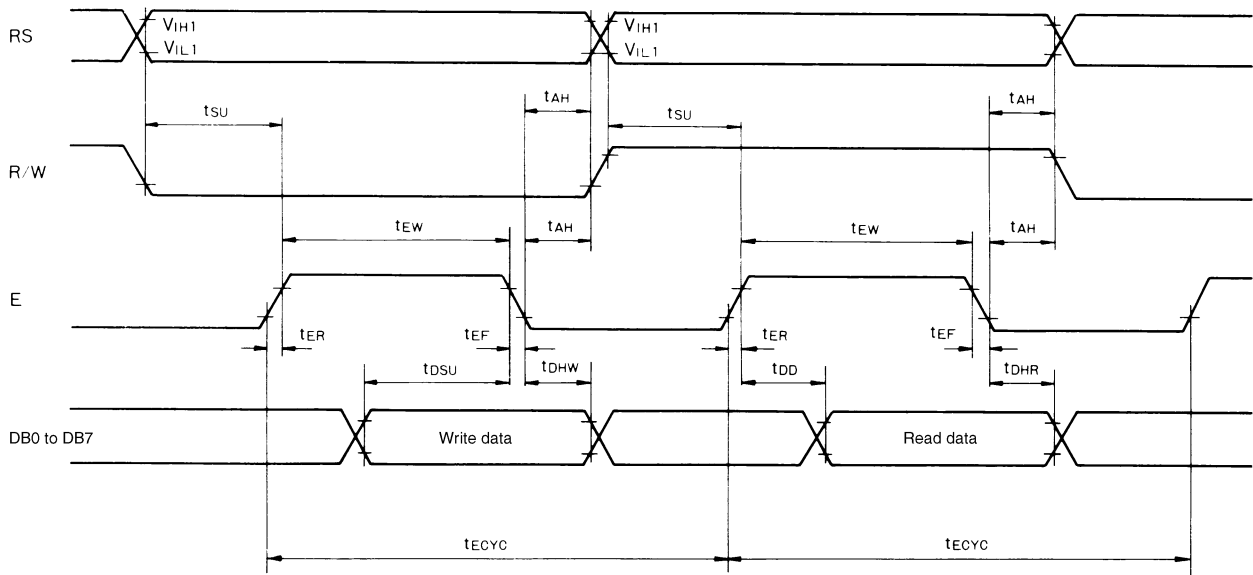 RS
VIH1
VIL1
VIH1
VIL1
tSU
tAH
tSU
tAH
R/W
tEW
tAH
tEW
tAH
E
tER
tEF
tER
tEF
tDSU
tDHW
tDD
tDHR
DB0 to DB7
Write data
Read data
tECYC
tECYC